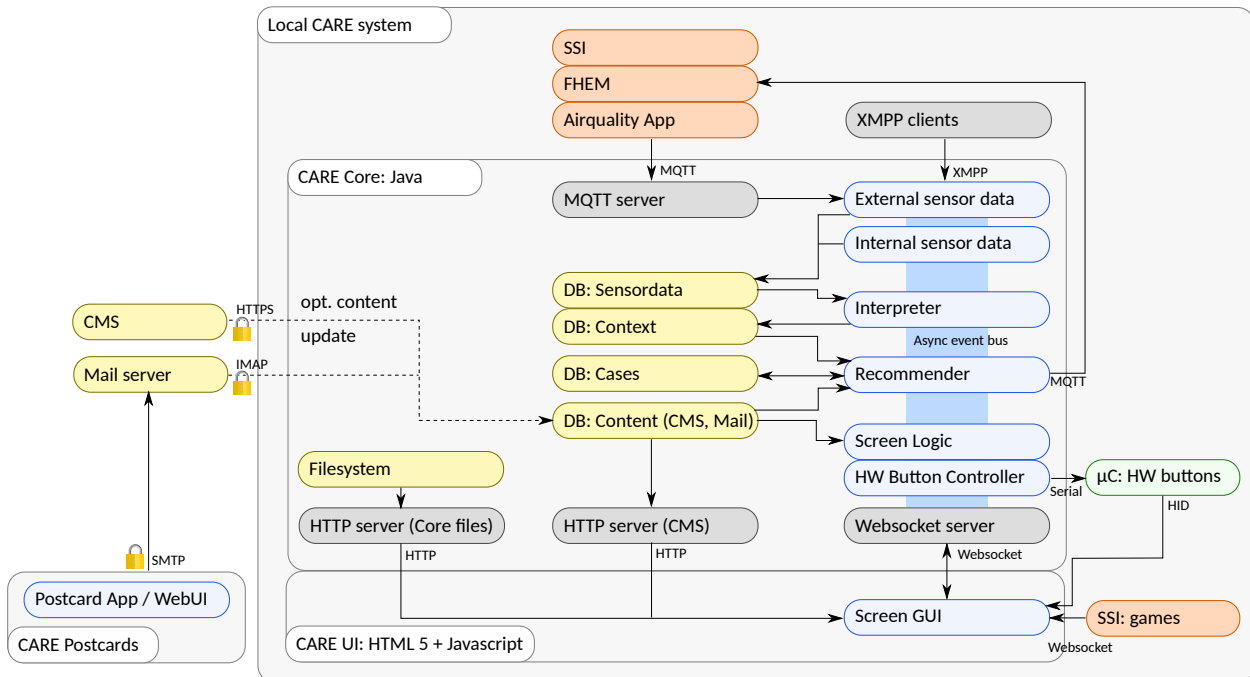 Local CARE system
SSI
FHEM
Airquality App
XMPP clients
MQTT
XMPP
CARE Core: Java
MQTT server
External sensor data
Internal sensor data
DB: Sensordata
Interpreter
DB: Context
Async event bus
DB: Cases
Recommender
MQTT
DB: Content (CMS, Mail)
Screen Logic
HW Button Controller
Serial
µC: HW buttons
HID
CMS
HTTPS
opt. content
update
Mail server
IMAP
Filesystem
HTTP server (Core files)
HTTP
HTTP server (CMS)
HTTP
Websocket server
Websocket
SMTP
Postcard App / WebUI
CARE Postcards
Screen GUI
SSI: games
Websocket
CARE UI: HTML 5 + Javascript